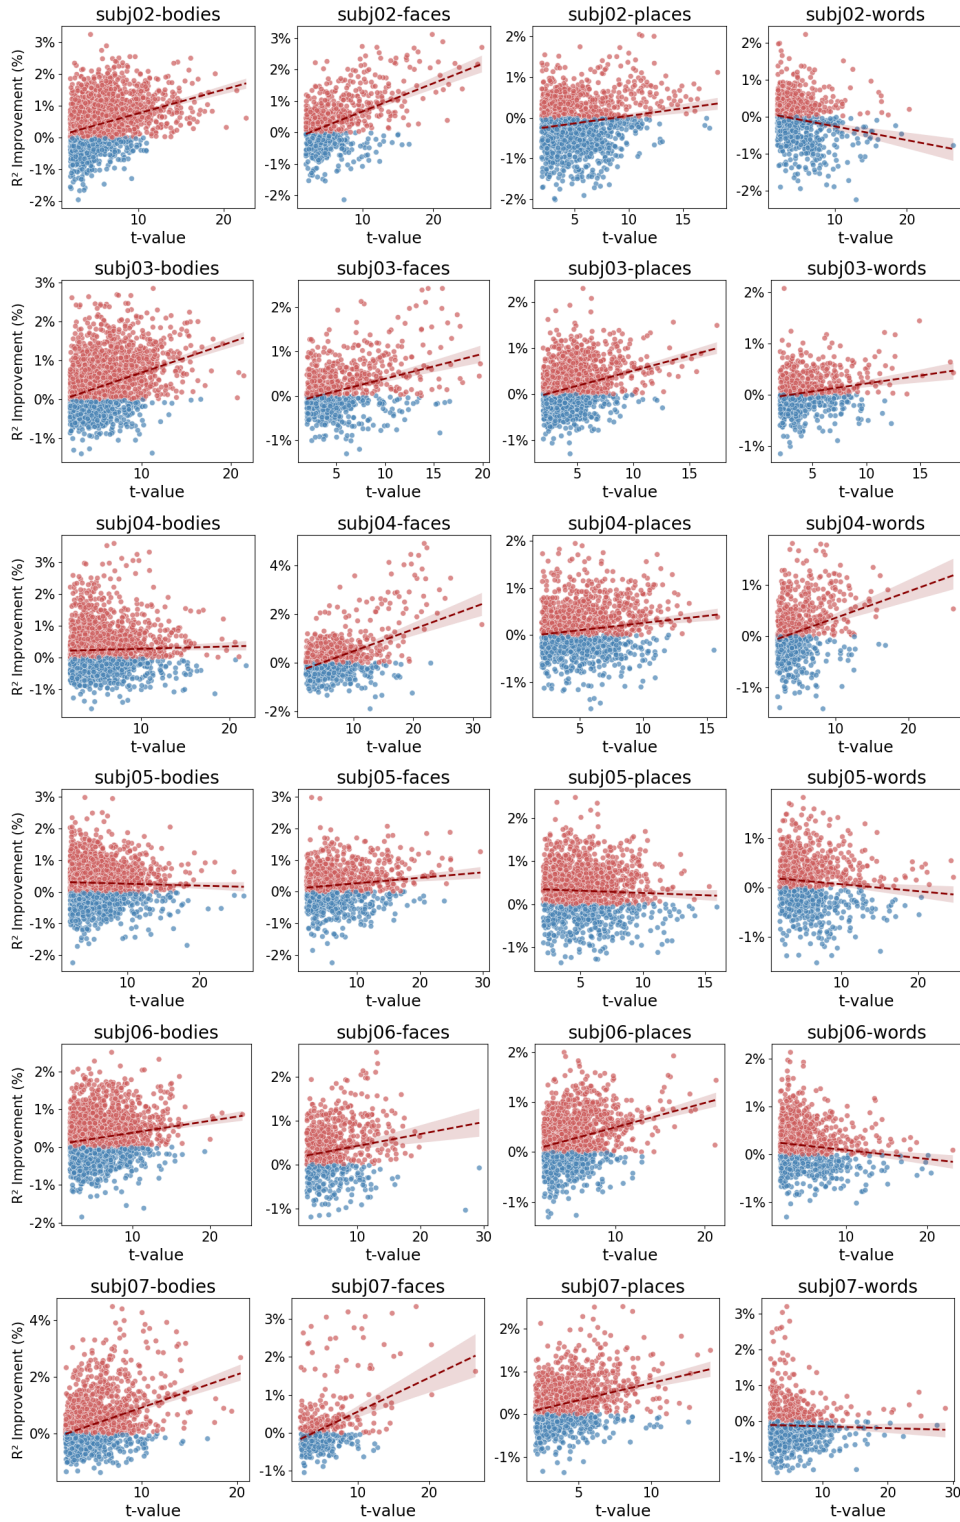 subj02-bodies subj02-faces subj02-places subj02-words
R² Improvement (%)
3% 2% 1% 0% -1% -2%
3% 2% 1% 0% -1% -2%
2% 1% 0% -1% -2%
2% 1% 0% -1% -2%
10 20 10 20 5 10 15 10 20
t-value t-value t-value t-value
subj03-bodies subj03-faces subj03-places subj03-words
R² Improvement (%)
3% 2% 1% 0% -1%
2% 1% 0% -1%
2% 1% 0% -1%
2% 1% 0% -1%
10 20 5 10 15 20 5 10 15 5 10 15
t-value t-value t-value t-value
subj04-bodies subj04-faces subj04-places subj04-words
R² Improvement (%)
3% 2% 1% 0% -1%
4% 2% 0% -2%
2% 1% 0% -1%
1% 0% -1%
10 20 10 20 30 5 10 15 10 20
t-value t-value t-value t-value
subj05-bodies subj05-faces subj05-places subj05-words
R² Improvement (%)
3% 2% 1% 0% -1% -2%
3% 2% 1% 0% -1% -2%
2% 1% 0% -1%
1% 0% -1%
10 20 10 20 30 5 10 15 10 20
t-value t-value t-value t-value
subj06-bodies subj06-faces subj06-places subj06-words
R² Improvement (%)
2% 1% 0% -1% -2%
2% 1% 0% -1%
2% 1% 0% -1%
2% 1% 0% -1%
10 20 10 20 30 10 20 10 20
t-value t-value t-value t-value
subj07-bodies subj07-faces subj07-places subj07-words
R² Improvement (%)
4% 2% 0%
3% 2% 1% 0% -1%
2% 1% 0% -1%
3% 2% 1% 0% -1%
10 20 10 20 5 10 10 20 30
t-value t-value t-value t-value